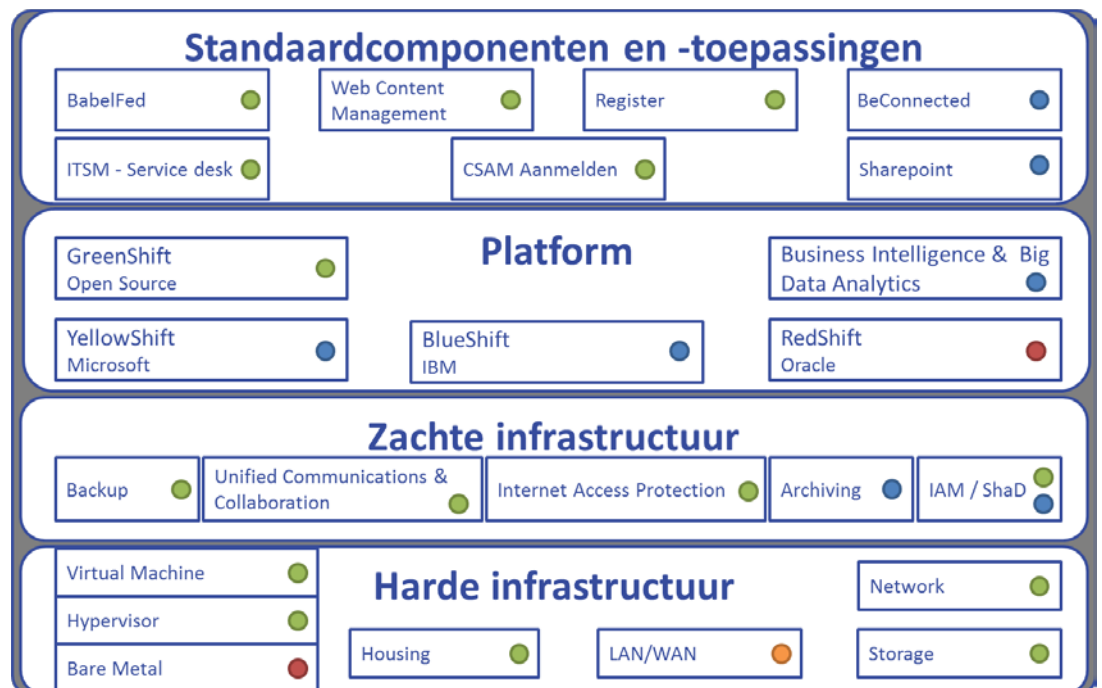 Standaardcomponenten en -toepassingen
BabelFed
Web Content
Management
Register
BeConnected
ITSM - Service desk
CSAM Aanmelden
Sharepoint
Platform
GreenShift
Open Source
Business Intelligence & Big
Data Analytics
YellowShift
Microsoft
BlueShift
IBM
RedShift
Oracle
Zachte infrastructuur
Backup
Unified Communications &
Collaboration
Internet Access Protection
Archiving
IAM / ShaD
Harde infrastructuur
Virtual Machine
Hypervisor
Bare Metal
Housing
LAN/WAN
Network
Storage